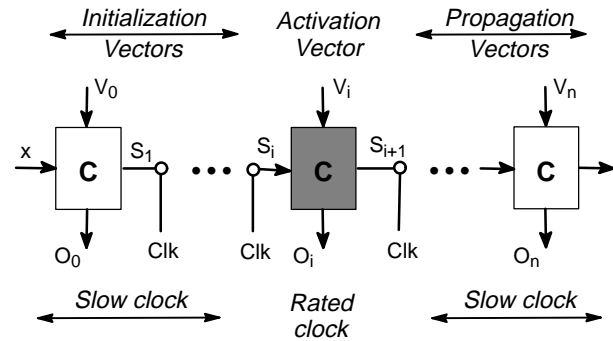 Initialization Activation Propagation
Vectors Vector Vectors
V0 Vi Vn
x C S1 Si C Si+1 C
Clk Clk Clk
O0 Oi On
Slow clock Rated Slow clock
clock